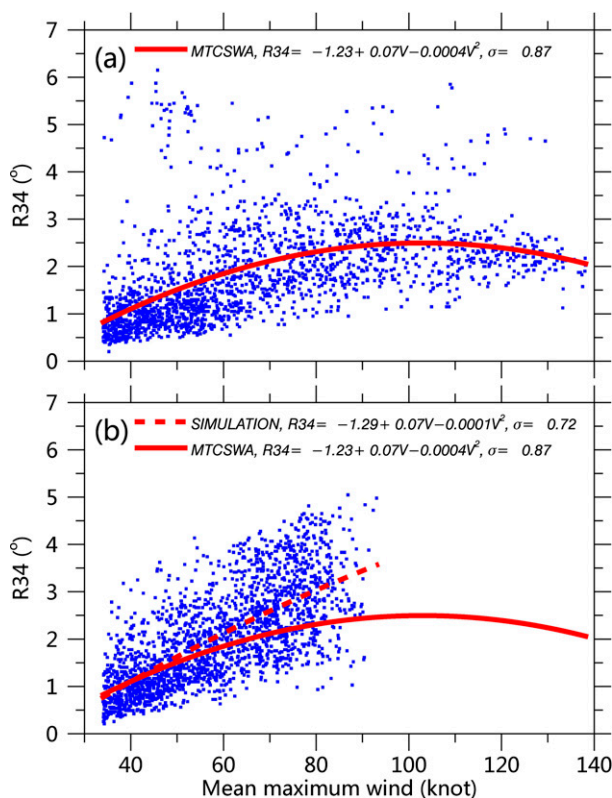 7
(a) MTCSWA, R34= −1.23+ 0.07V−0.0004V², σ= 0.87
6
5
4
R34 (°)
3
2
1
0
7
(b) SIMULATION, R34= −1.29+ 0.07V−0.0001V², σ= 0.72
MTCSWA, R34= −1.23+ 0.07V−0.0004V², σ= 0.87
6
5
4
R34 (°)
3
2
1
0
40 60 80 100 120 140
Mean maximum wind (knot)